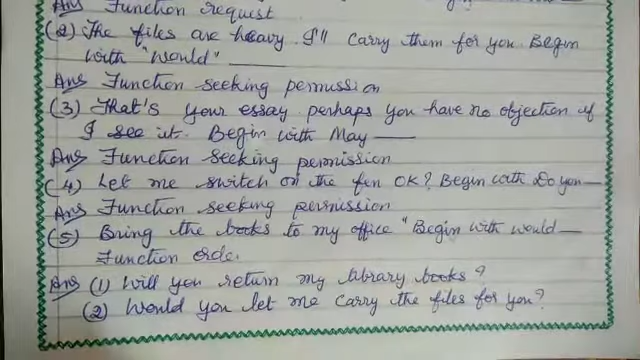 Ans Function request
(2) The files are heavy. I'll carry them for you. Begin
with "Would" ______
Ans Function seeking permission
(3) That's your essay perhaps you have no objection if
I see it. Begin with May ____
Ans Function seeking permission
(4) Let me switch on the fan OK? Begin with Do you—
Ans Function seeking permission
(5) Bring the books to my office "Begin with would —
Function orde.
Ans (1) Will you return my library books?
(2) Would you let me carry the files for you?